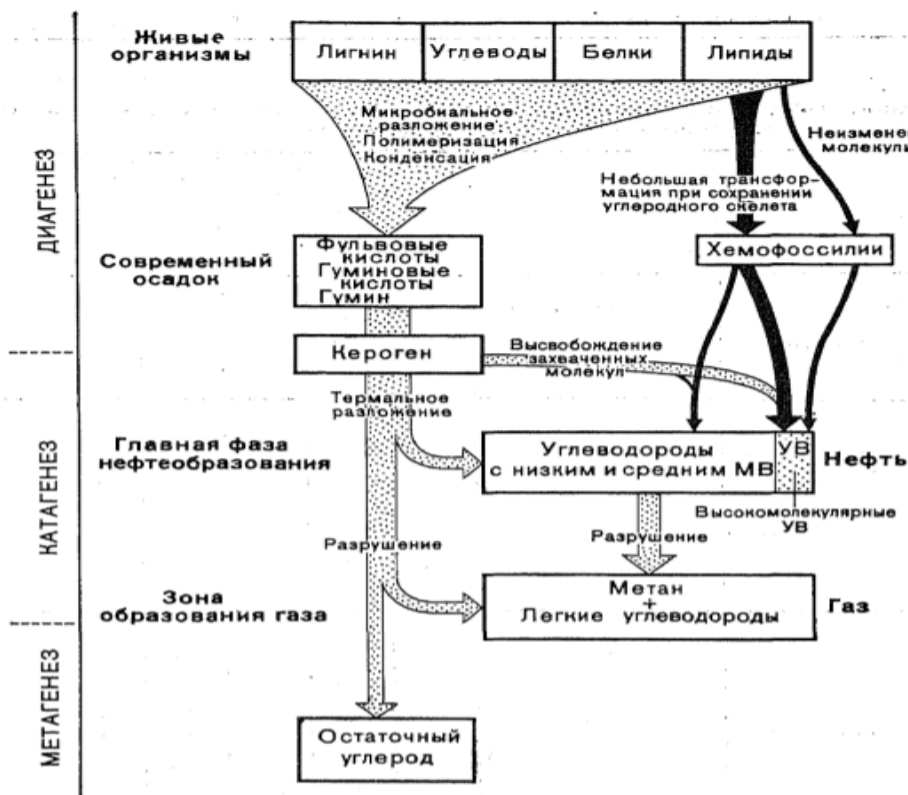 Живые
организмы
Лигнин
Углеводы
Белки
Липиды
Микробиальное
разложение
Полимеризация
Конденсация
Неизменен
молекулы
Небольшая трансфор-
мация при сохранении
углеродного скелета
ДИАГЕНЕЗ
Современный
осадок
Фульвовые
кислоты
Гуминовые
кислоты
Гумин
Хемофоссилии
Кероген
Высвобождение
захваченных
молекул
Термальное
разложение
КАТАГЕНЕЗ
Главная фаза
нефтеобразования
Углеводороды
с низким и средним МВ
УВ
Нефть
Высокомолекулярные
УВ
Разрушение
Разрушение
Зона
образования газа
Метан
+
Легкие углеводороды
Газ
МЕТАГЕНЕЗ
Остаточный
углерод